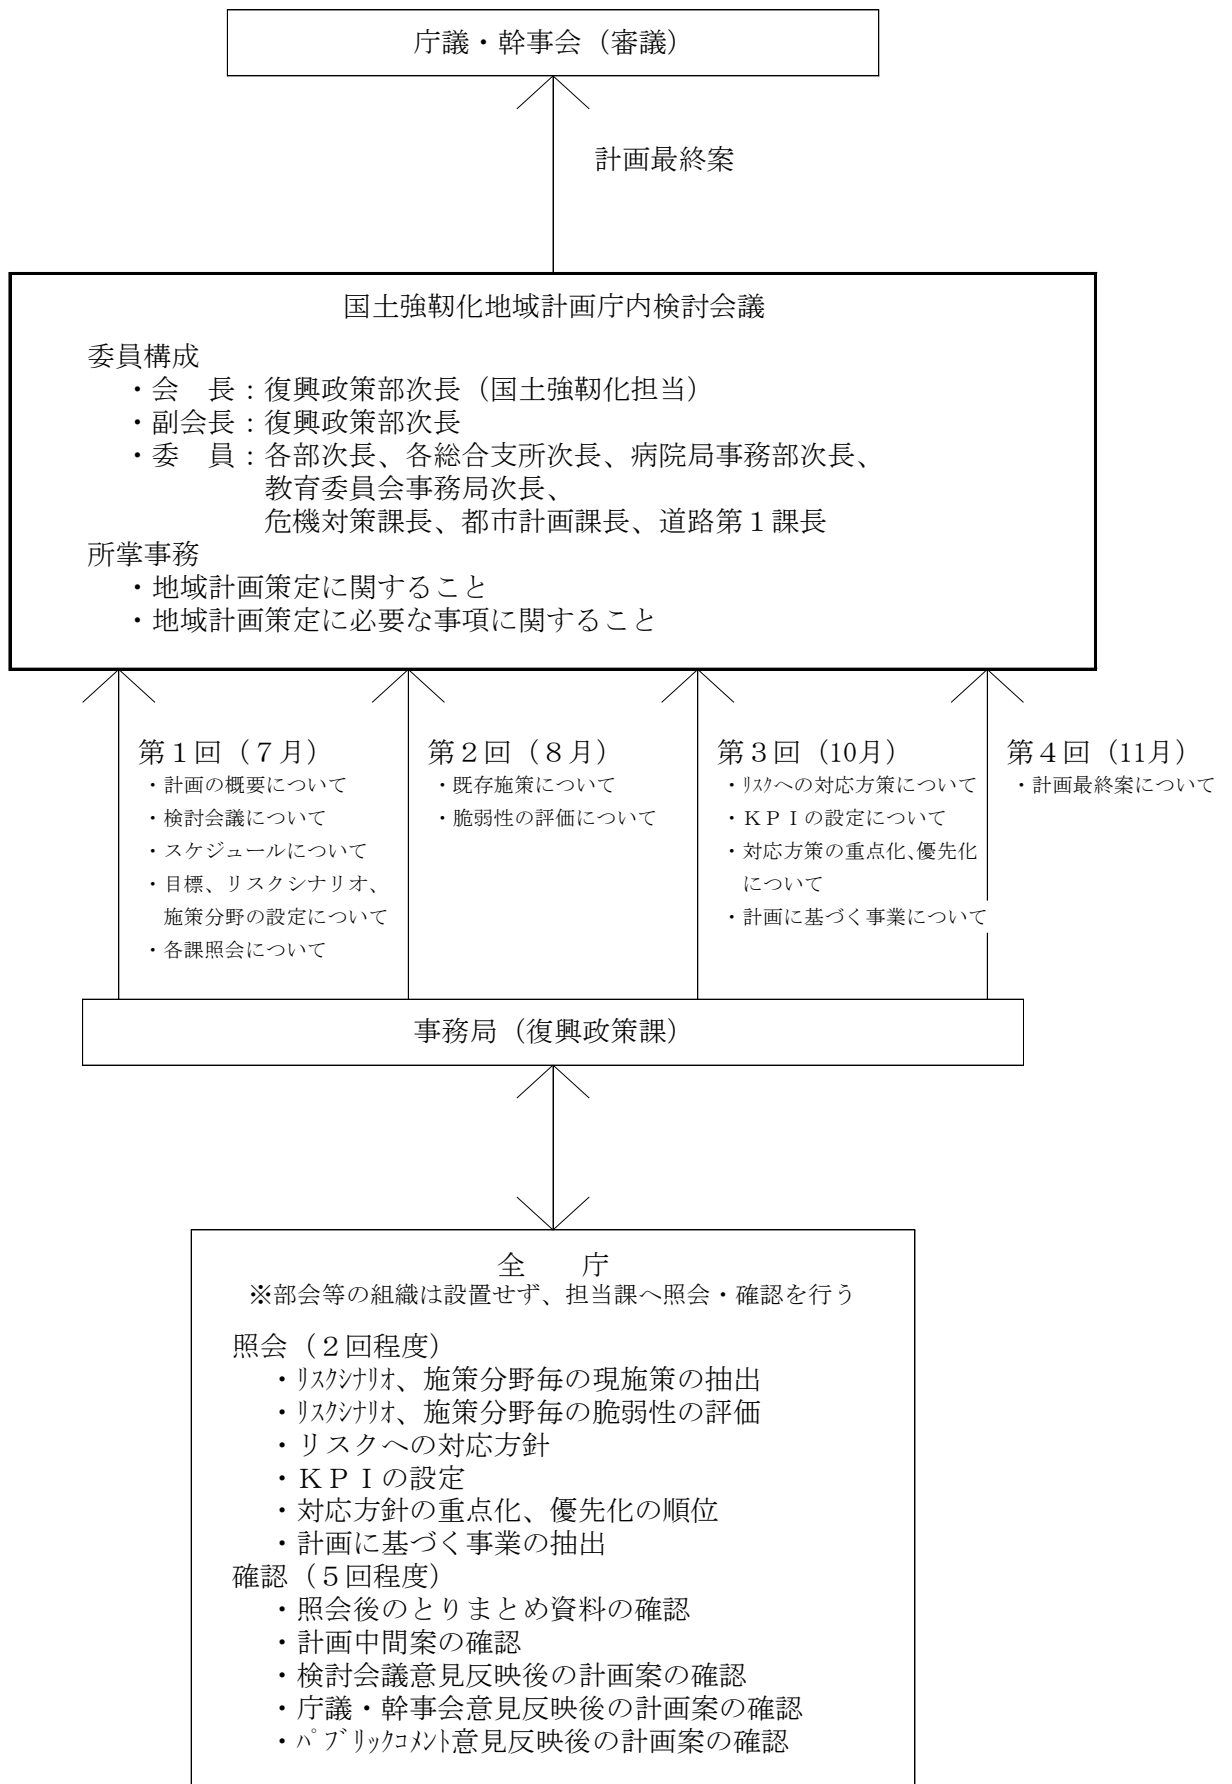 庁議・幹事会（審議）
計画最終案
国土強靭化地域計画庁内検討会議
委員構成
・会　長：復興政策部次長（国土強靭化担当）
・副会長：復興政策部次長
・委　員：各部次長、各総合支所次長、病院局事務部次長、
教育委員会事務局次長、
危機対策課長、都市計画課長、道路第１課長
所掌事務
・地域計画策定に関すること
・地域計画策定に必要な事項に関すること
第１回（７月）
・計画の概要について
・検討会議について
・スケジュールについて
・目標、リスクシナリオ、
施策分野の設定について
・各課照会について
第２回（８月）
・既存施策について
・脆弱性の評価について
第３回（10月）
・ﾘｽｸへの対応方策について
・ＫＰＩの設定について
・対応方策の重点化、優先化
について
・計画に基づく事業について
第４回（11月）
・計画最終案について
事務局（復興政策課）
全　　庁
※部会等の組織は設置せず、担当課へ照会・確認を行う
照会（２回程度）
・ﾘｽｸｼﾅﾘｵ、施策分野毎の現施策の抽出
・ﾘｽｸｼﾅﾘｵ、施策分野毎の脆弱性の評価
・リスクへの対応方針
・ＫＰＩの設定
・対応方針の重点化、優先化の順位
・計画に基づく事業の抽出
確認（５回程度）
・照会後のとりまとめ資料の確認
・計画中間案の確認
・検討会議意見反映後の計画案の確認
・庁議・幹事会意見反映後の計画案の確認
・ﾊﾟﾌﾞﾘｯｸｺﾒﾝﾄ意見反映後の計画案の確認